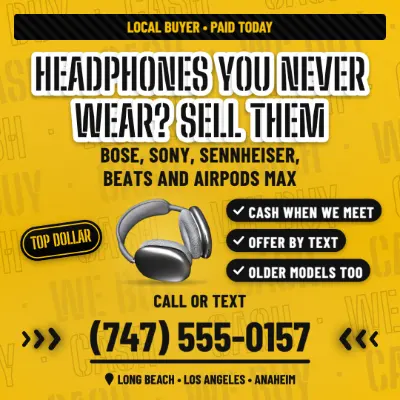 LOCAL BUYER • PAID TODAY
HEADPHONES YOU NEVER
WEAR? SELL THEM
BOSE, SONY, SENNHEISER,
BEATS AND AIRPODS MAX
TOP DOLLAR
CASH WHEN WE MEET
OFFER BY TEXT
OLDER MODELS TOO
CALL OR TEXT
(747) 555-0157
LONG BEACH • LOS ANGELES • ANAHEIM